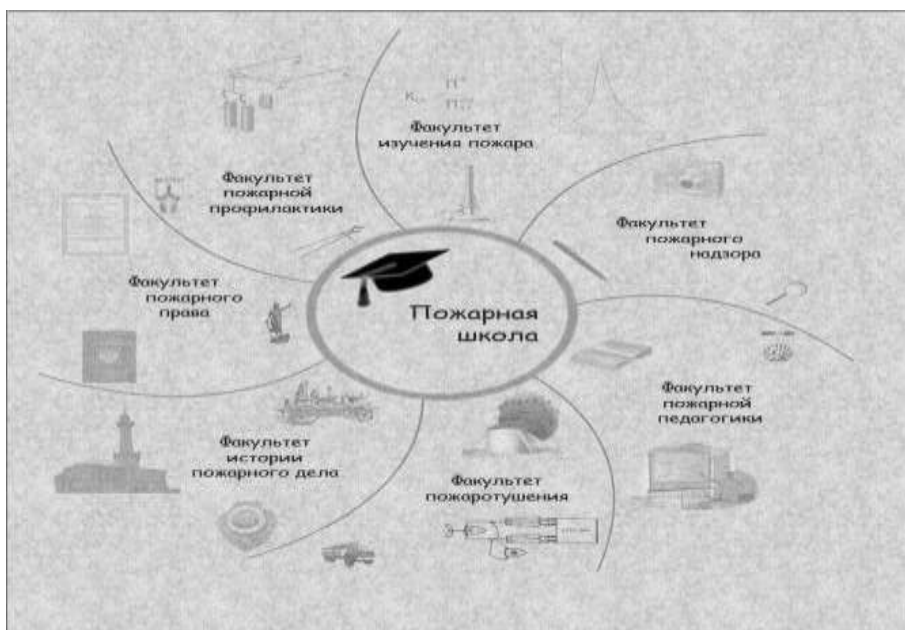 Факультет
изучения пожара
Факультет
пожарной
профилактики
Факультет
пожарного
надзора
Факультет
пожарного
права
Пожарная
школа
Факультет
пожарной
педагогики
Факультет
истории
пожарного дела
Факультет
пожаротушения